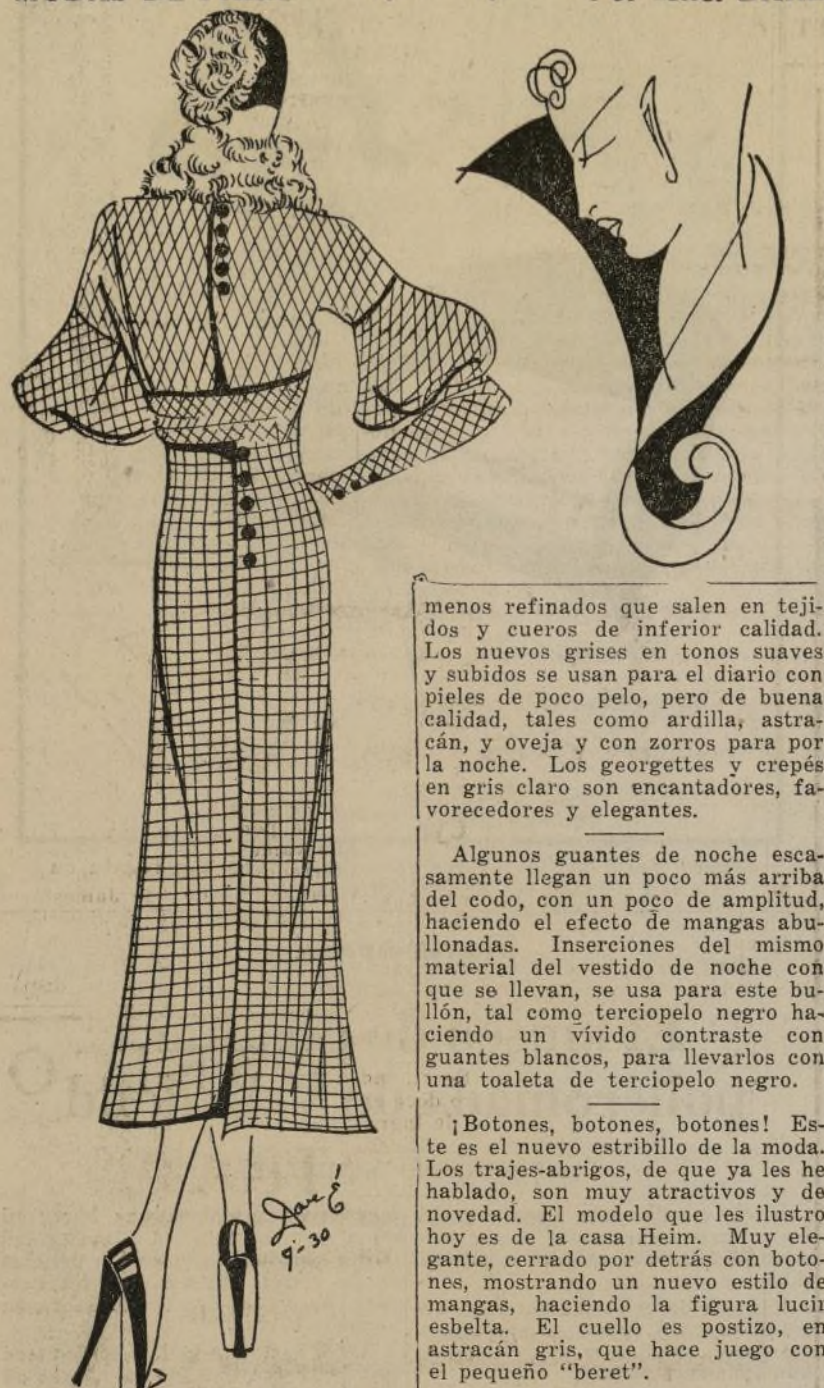 menos refinados que salen en teji-
dos y cueros de inferior calidad.
Los nuevos grises en tonos suaves
y subidos se usan para el diario con
pieles de poco pelo, pero de buena
calidad, tales como ardilla, astra-
cán, y oveja y con zorros para por
la noche. Los georgettes y crepés
en gris claro son encantadores, fa-
vorecedores y elegantes.
Algunos guantes de noche esca-
samente llegan un poco más arriba
del codo, con un poco de amplitud,
haciendo el efecto de mangas abu-
llonadas. Inserciones del mismo
material del vestido de noche con
que se llevan, se usa para este bu-
llón, tal como terciopelo negro ha-
ciendo un vívido contraste con
guantes blancos, para llevarlos con
una toaleta de terciopelo negro.
¡Botones, botones, botones! Es-
te es el nuevo estribillo de la moda.
Los trajes-abrigos, de que ya les he
hablado, son muy atractivos y de
novedad. El modelo que les ilustro
hoy es de la casa Heim. Muy ele-
gante, cerrado por detrás con boto-
nes, mostrando un nuevo estilo de
mangas, haciendo la figura lucir
esbelta. El cuello es postizo, en
astracán gris, que hace juego con
el pequeño "beret".
9-30